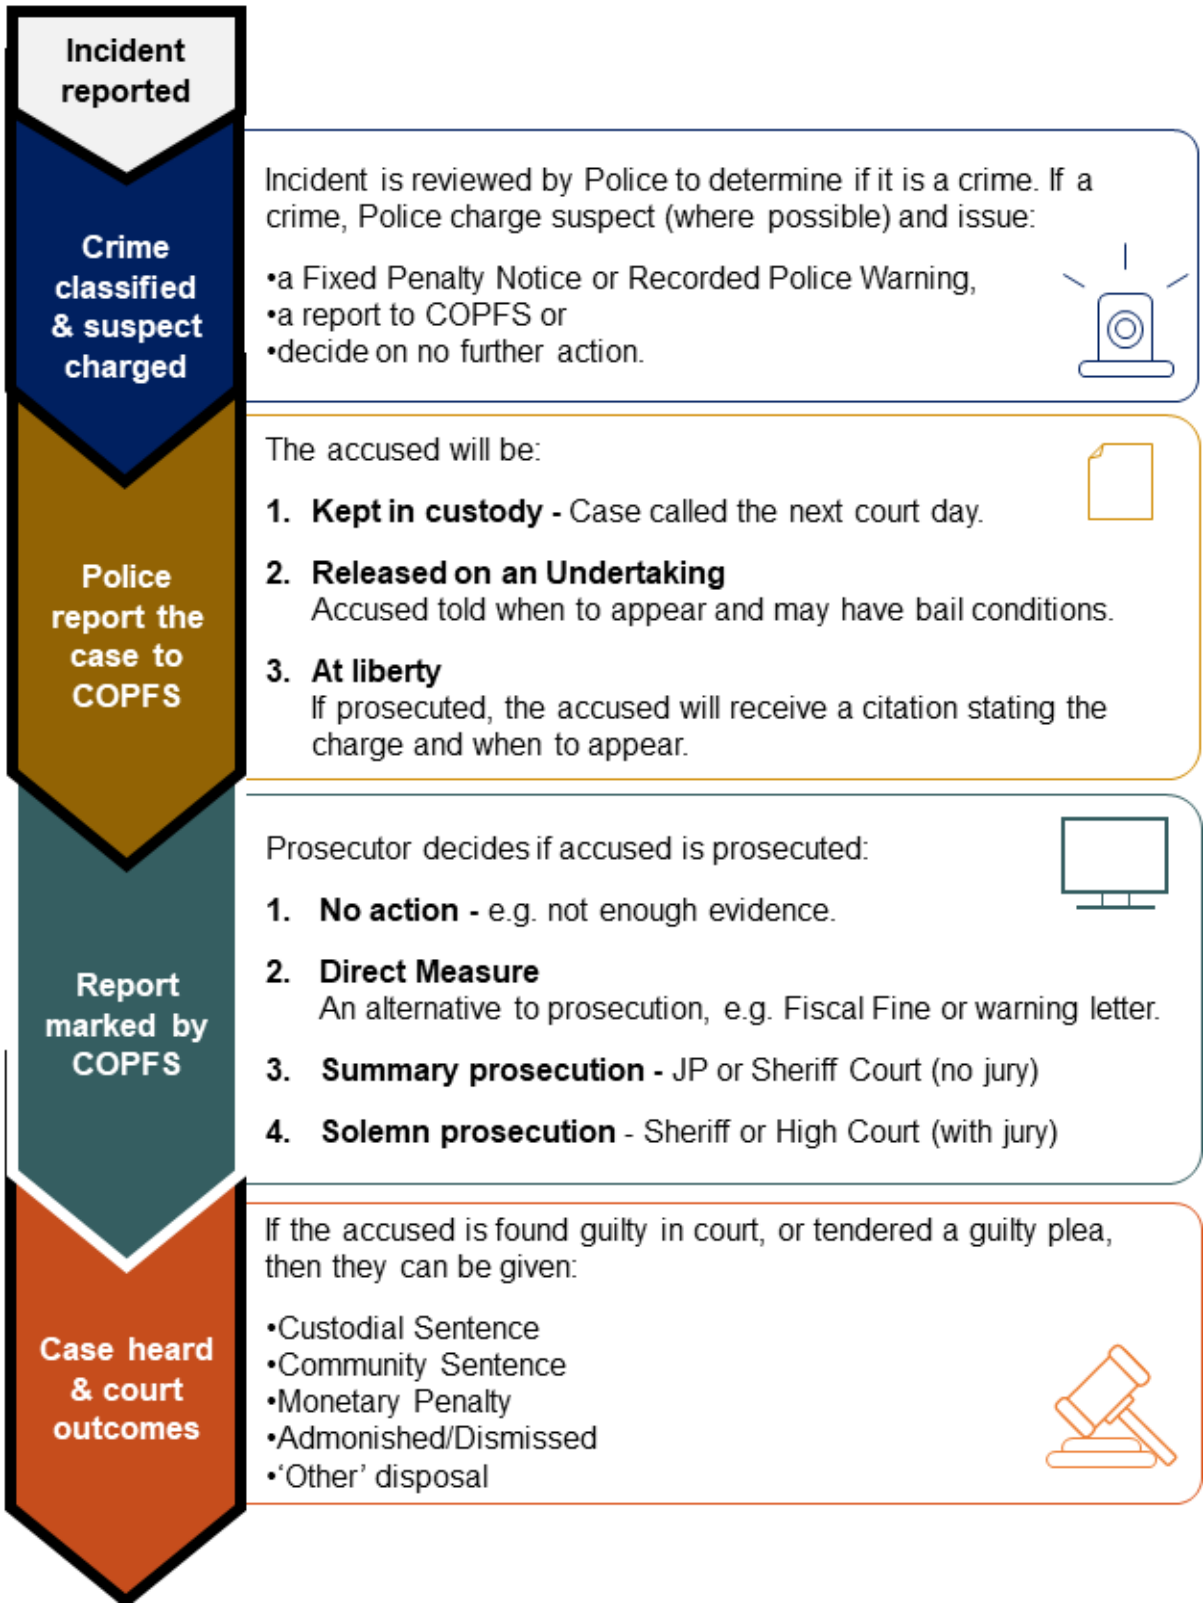 Incident
reported
Crime
classified
& suspect
charged
Incident is reviewed by Police to determine if it is a crime. If a
crime, Police charge suspect (where possible) and issue:
•a Fixed Penalty Notice or Recorded Police Warning,
•a report to COPFS or
•decide on no further action.
Police
report the
case to
COPFS
The accused will be:
1. Kept in custody - Case called the next court day.
2. Released on an Undertaking
Accused told when to appear and may have bail conditions.
3. At liberty
If prosecuted, the accused will receive a citation stating the
charge and when to appear.
Report
marked by
COPFS
Prosecutor decides if accused is prosecuted:
1. No action - e.g. not enough evidence.
2. Direct Measure
An alternative to prosecution, e.g. Fiscal Fine or warning letter.
3. Summary prosecution - JP or Sheriff Court (no jury)
4. Solemn prosecution - Sheriff or High Court (with jury)
Case heard
& court
outcomes
If the accused is found guilty in court, or tendered a guilty plea,
then they can be given:
•Custodial Sentence
•Community Sentence
•Monetary Penalty
•Admonished/Dismissed
•‘Other’ disposal